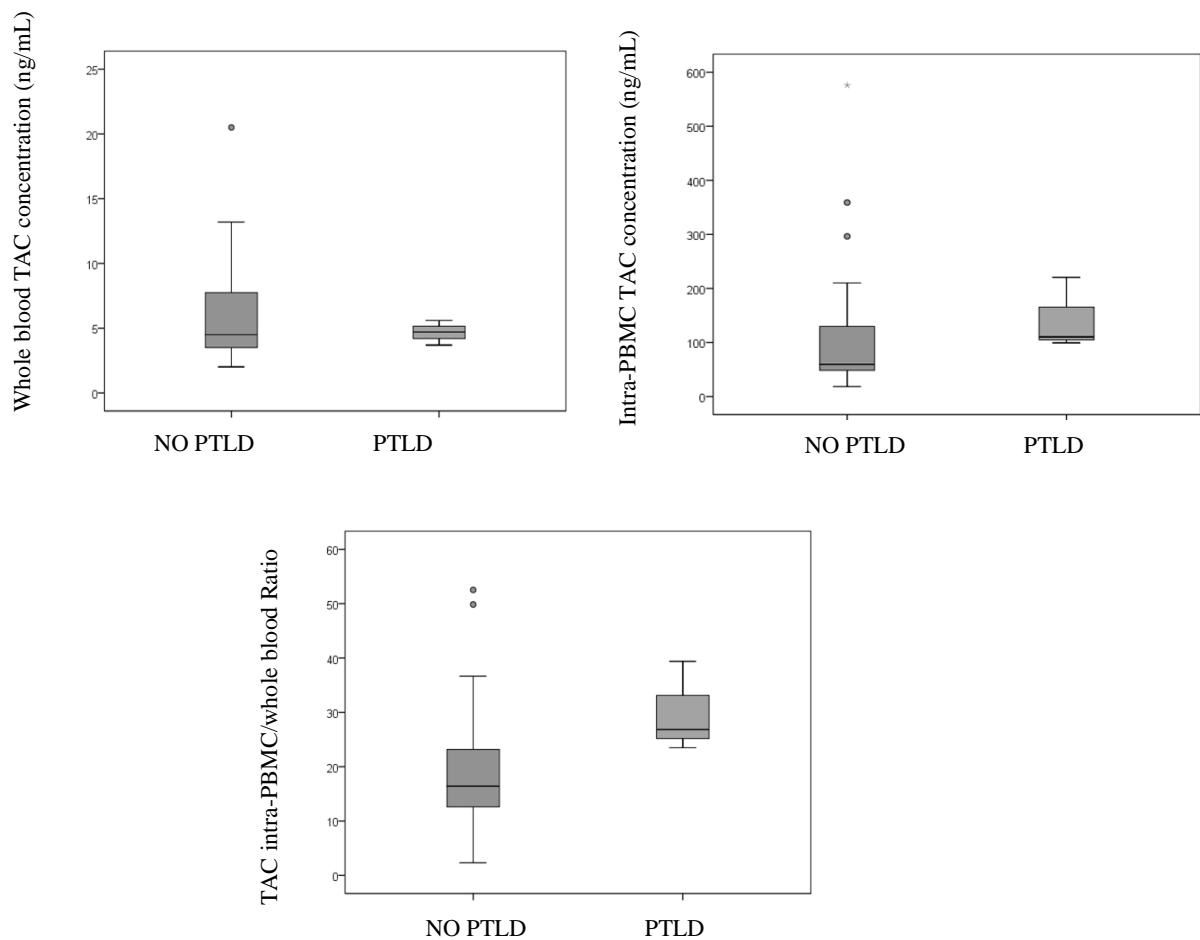 Whole blood TAC concentration (ng/mL)
25
20
15
10
5
0
NO PTLD
PTLD
Intra-PBMC TAC concentration (ng/mL)
600
500
400
300
200
100
0
NO PTLD
PTLD
TAC intra-PBMC/whole blood Ratio
60
50
40
30
20
10
0
NO PTLD
PTLD